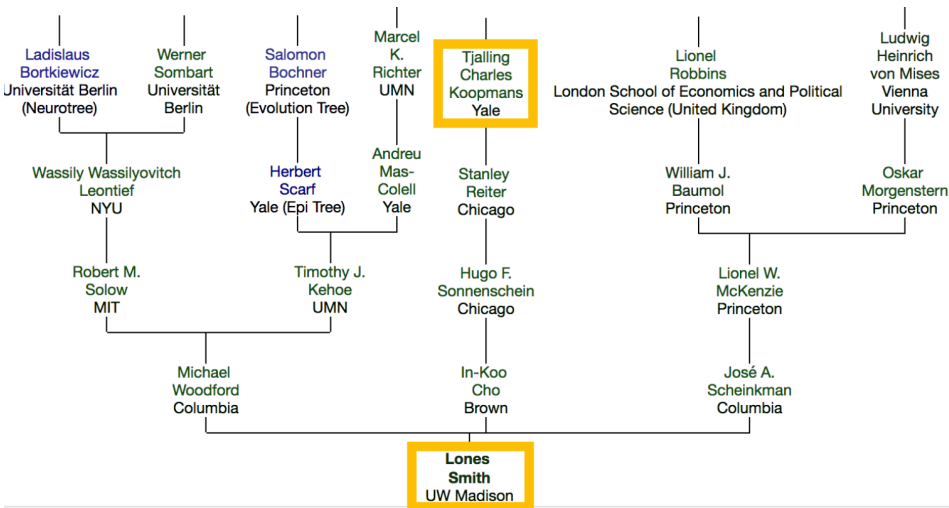 Ladislaus
Bortkiewicz
Universität Berlin
(Neurotree)
Werner
Sombart
Universität
Berlin
Salomon
Bochner
Princeton
(Evolution Tree)
Marcel
K.
Richter
UMN
Tjalling
Charles
Koopmans
Yale
Lionel
Robbins
London School of Economics and Political
Science (United Kingdom)
Ludwig
Heinrich
von Mises
Vienna
University
Wassily Wassilyovitch
Leontief
NYU
Herbert
Scarf
Yale (Epi Tree)
Andreu
Mas-
Colell
Yale
Stanley
Reiter
Chicago
William J.
Baumol
Princeton
Oskar
Morgenstern
Princeton
Robert M.
Solow
MIT
Timothy J.
Kehoe
UMN
Hugo F.
Sonnenschein
Chicago
Lionel W.
McKenzie
Princeton
Michael
Woodford
Columbia
In-Koo
Cho
Brown
José A.
Scheinkman
Columbia
Lones
Smith
UW Madison